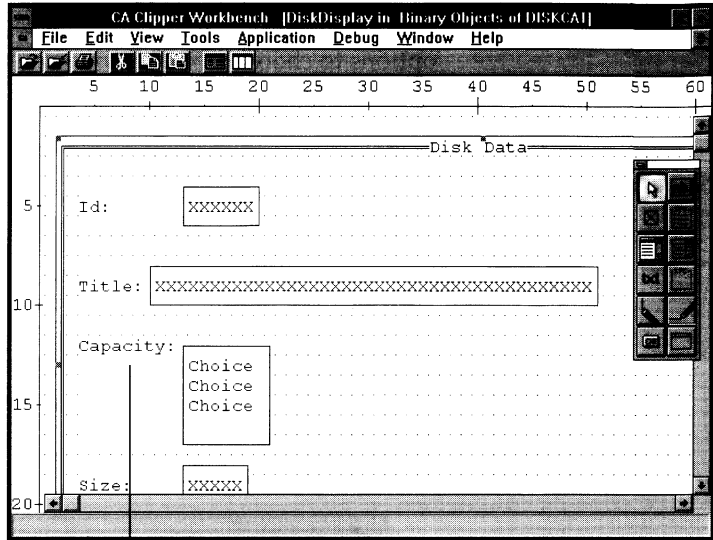 CA Clipper Workbench [DiskDisplay in Binary Objects of DISKCAT]
File Edit View Tools Application Debug Window Help
5 10 15 20 25 30 35 40 45 50 55 60
Disk Data
5
Id: XXXXXX
Title: XXXXXXXXXXXXXXXXXXXXXXXXXXXXXXXXXXXXXXXX
10
Capacity:
Choice
Choice
Choice
15
Size: XXXXX
20